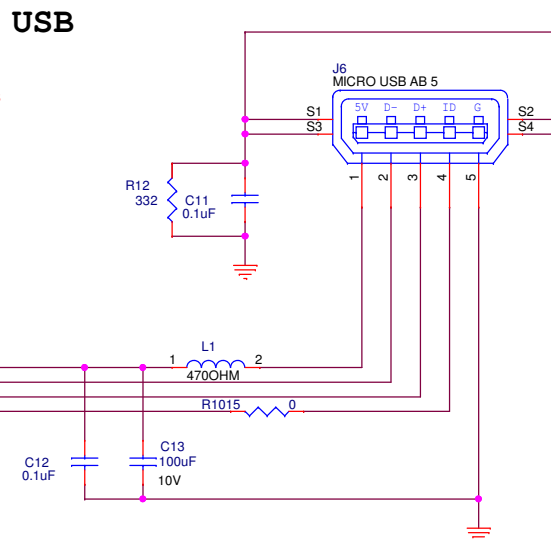 USB
J6
MICRO USB AB 5
5V D- D+ ID G
S1 S2
S3 S4
1 2 3 4 5
R12
332
C11
0.1uF
L1
1 2
470OHM
R1015 0
C12
0.1uF
C13
100uF
10V